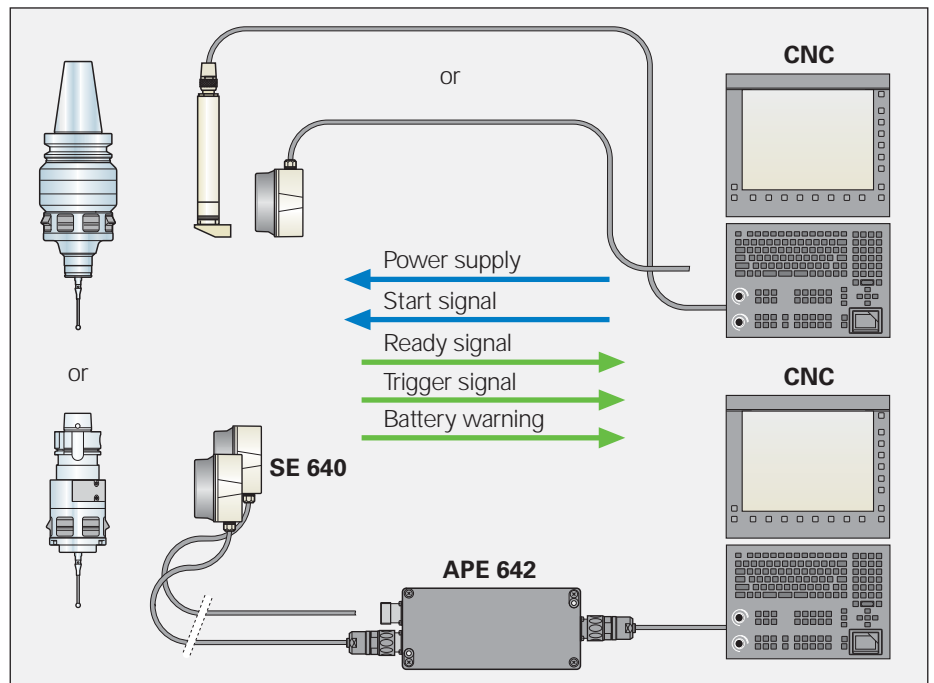 or
CNC
Power supply
Start signal
Ready signal
Trigger signal
Battery warning
or
CNC
SE 640
APE 642